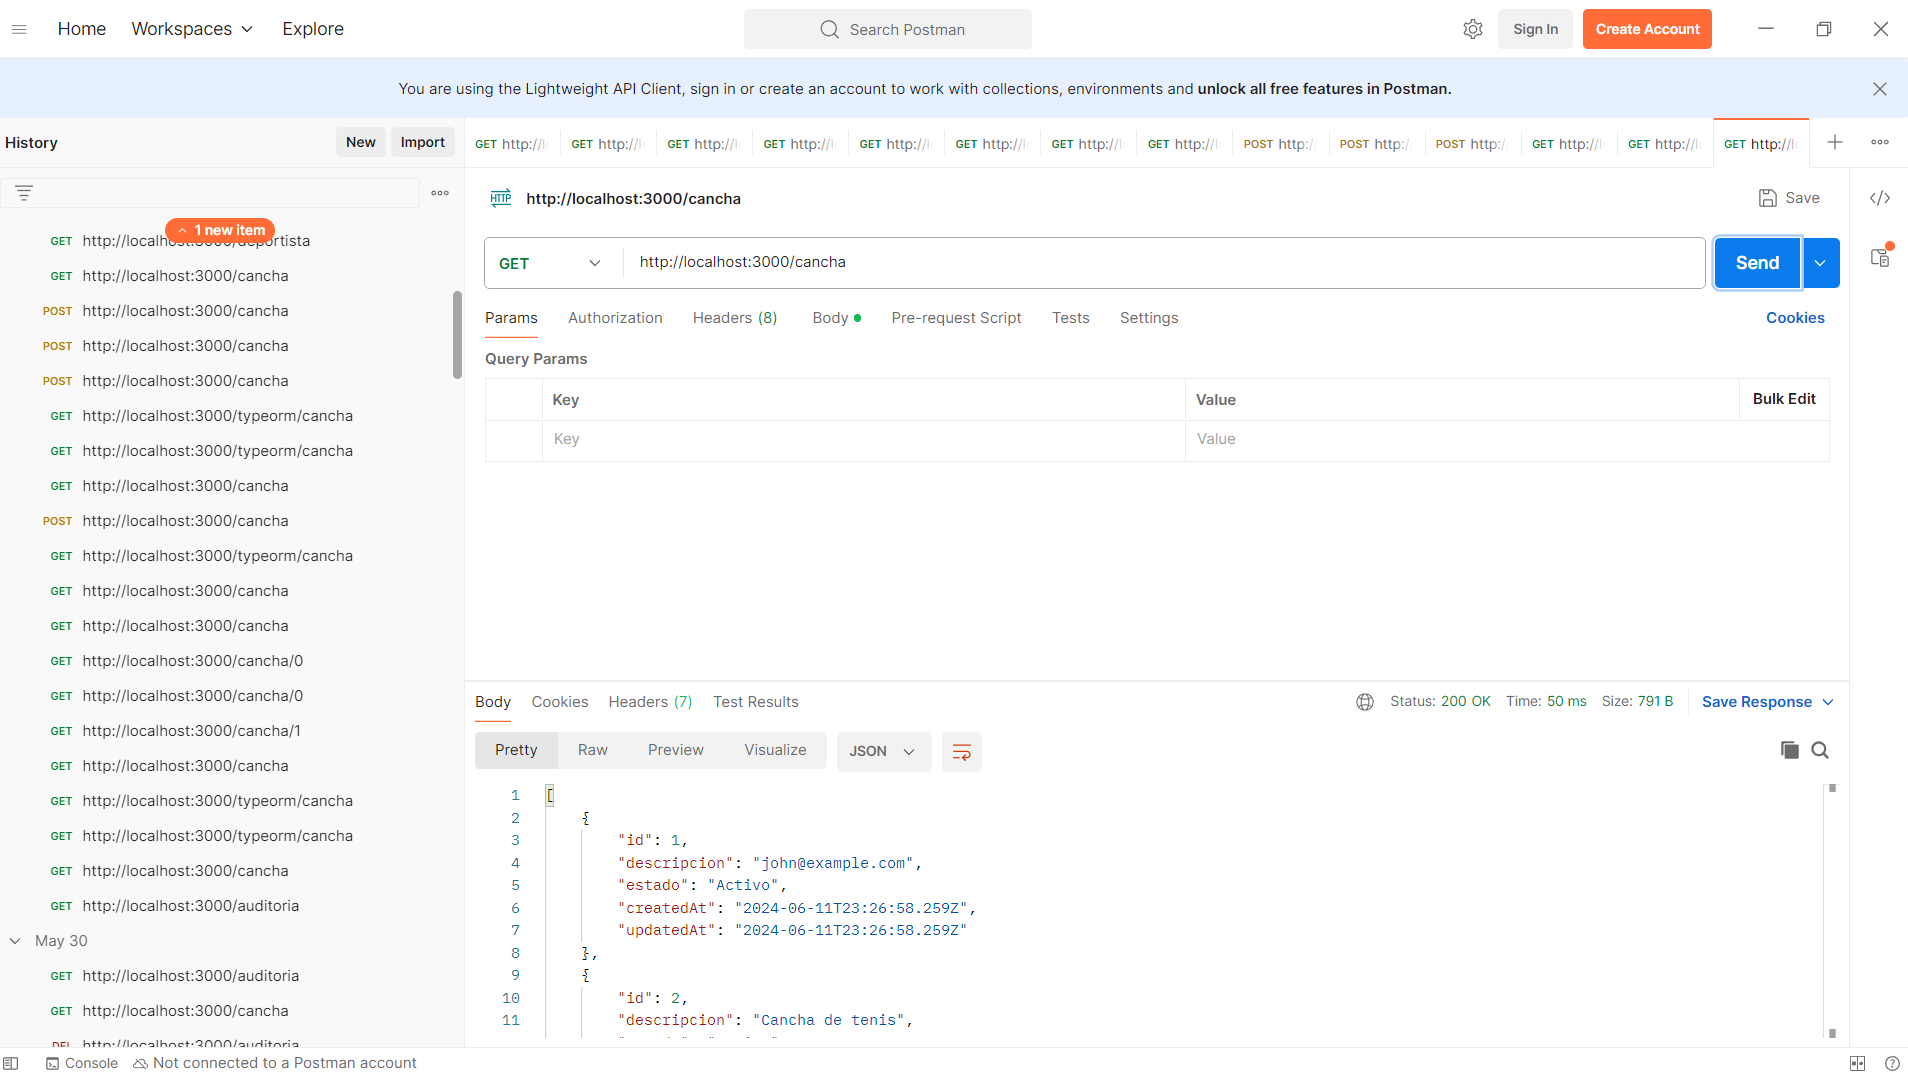 Home Workspaces Explore Search Postman Sign In Create Account
You are using the Lightweight API Client, sign in or create an account to work with collections, environments and unlock all free features in Postman.
History New Import
GET http://l GET http://l GET http://l GET http://l GET http://l GET http://l GET http://l GET http://l POST http:/ POST http:/ POST http:/ GET http://l GET http://l GET http://l
1 new item
GET http://localhost:3000/deportista
GET http://localhost:3000/cancha
POST http://localhost:3000/cancha
POST http://localhost:3000/cancha
POST http://localhost:3000/cancha
GET http://localhost:3000/typeorm/cancha
GET http://localhost:3000/typeorm/cancha
GET http://localhost:3000/cancha
POST http://localhost:3000/cancha
GET http://localhost:3000/typeorm/cancha
GET http://localhost:3000/cancha
GET http://localhost:3000/cancha
GET http://localhost:3000/cancha/0
GET http://localhost:3000/cancha/0
GET http://localhost:3000/cancha/1
GET http://localhost:3000/cancha
GET http://localhost:3000/typeorm/cancha
GET http://localhost:3000/typeorm/cancha
GET http://localhost:3000/cancha
GET http://localhost:3000/auditoria
May 30
GET http://localhost:3000/auditoria
GET http://localhost:3000/cancha
DEL http://localhost:3000/auditoria
HTTP http://localhost:3000/cancha Save
GET http://localhost:3000/cancha Send
Params Authorization Headers (8) Body Pre-request Script Tests Settings Cookies
Query Params
Key Value Bulk Edit
Key Value
Body Cookies Headers (7) Test Results Status: 200 OK Time: 50 ms Size: 791 B Save Response
Pretty Raw Preview Visualize JSON
1 [
2 {
3 "id": 1,
4 "descripcion": "john@example.com",
5 "estado": "Activo",
6 "createdAt": "2024-06-11T23:26:58.259Z",
7 "updatedAt": "2024-06-11T23:26:58.259Z"
8 },
9 {
10 "id": 2,
11 "descripcion": "Cancha de tenis",
Console Not connected to a Postman account